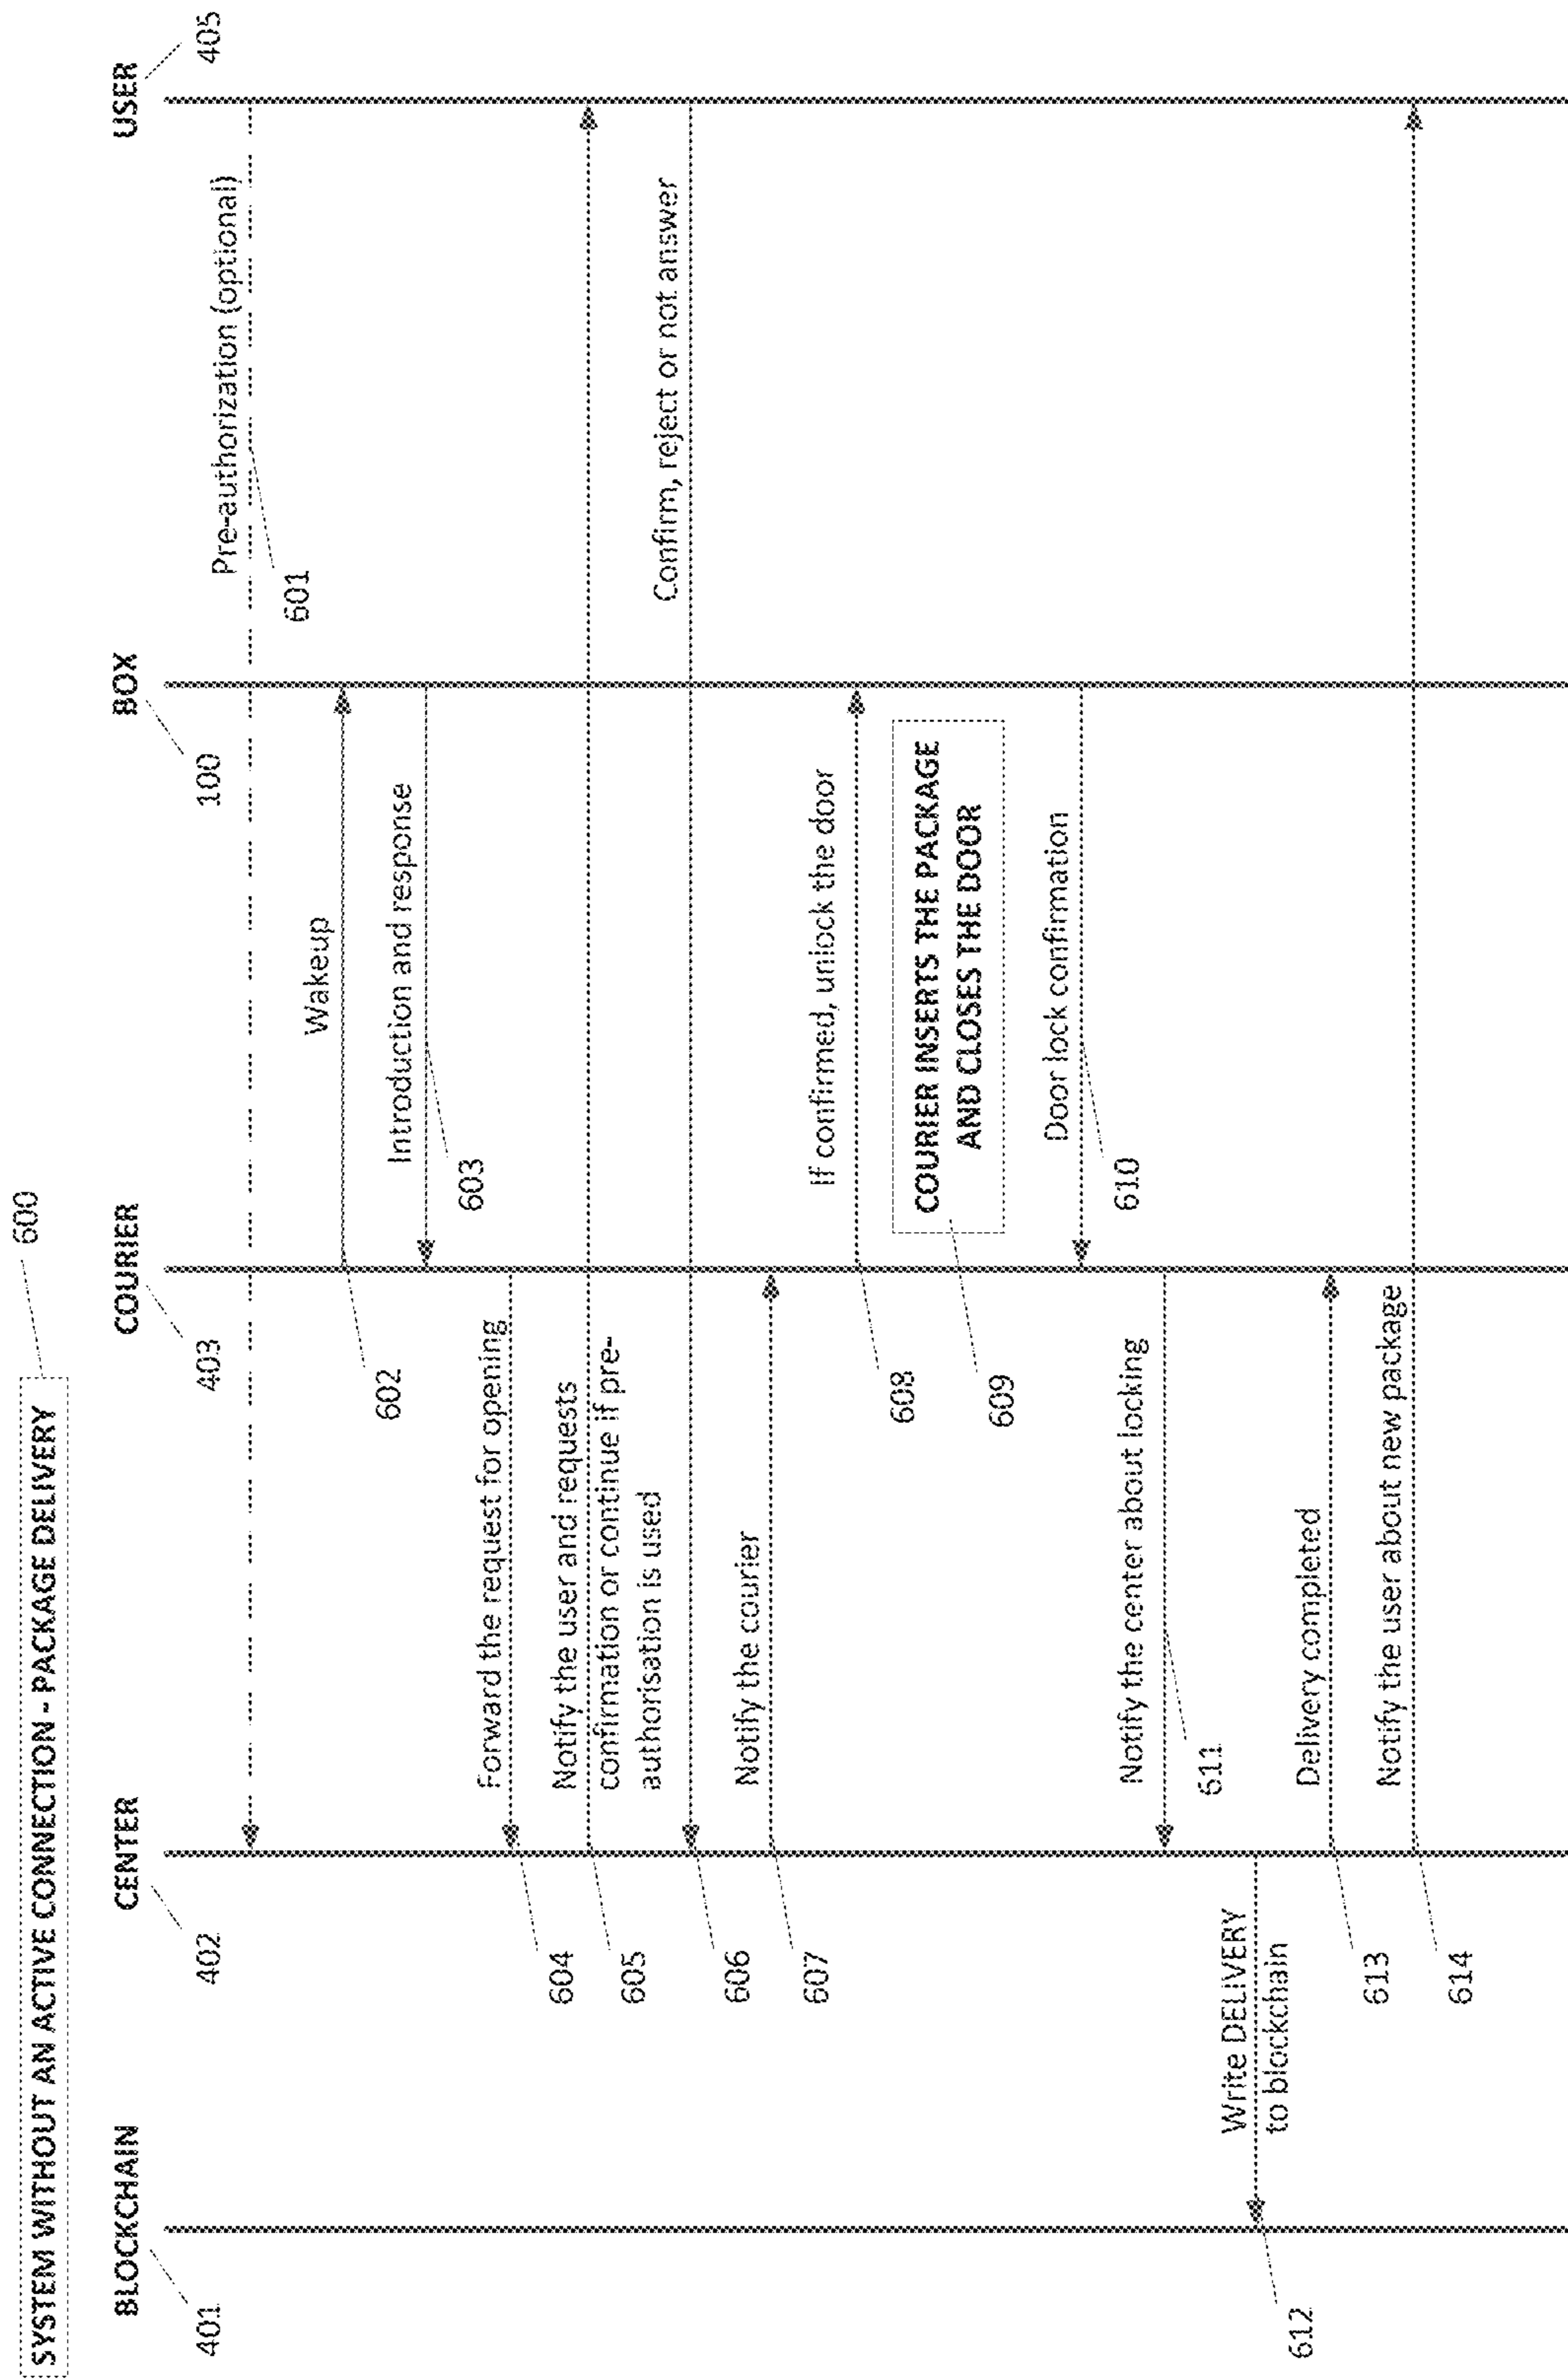 SYSTEM WITHOUT AN ACTIVE CONNECTION - PACKAGE DELIVERY
600
BLOCKCHAIN
CENTER
COURIER
BOX
USER
401
402
403
100
405
Pre-authorization (optional)
601
Wakeup
602
Introduction and response
603
Forward the request for opening
604
Notify the user and requests
confirmation or continue if pre-
authorisation is used
605
Confirm, reject or not answer
606
Notify the courier
607
If confirmed, unlock the door
608
COURIER INSERTS THE PACKAGE
AND CLOSES THE DOOR
609
Door lock confirmation
610
Notify the center about locking
611
Write DELIVERY
to blockchain
612
Delivery completed
613
Notify the user about new package
614